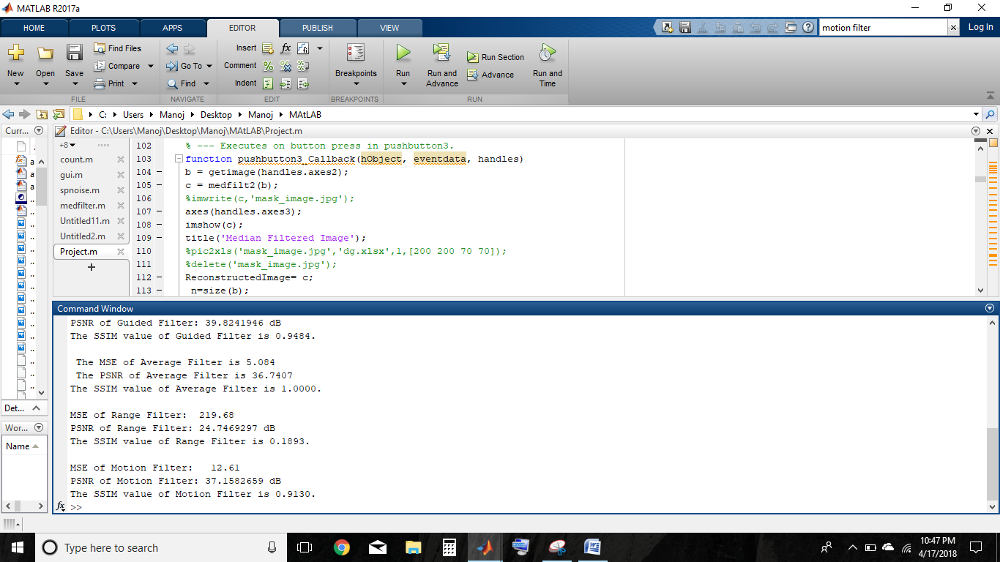 MATLAB R2017a
HOME PLOTS APPS EDITOR PUBLISH VIEW
motion filter
Log In
New Open Save
Find Files
Compare
Print
Go To
Find
Insert
Comment
Indent
fx
Breakpoints
Run
Run and Advance
Run Section
Advance
Run and Time
FILE NAVIGATE EDIT BREAKPOINTS RUN
C: Users Manoj Desktop Manoj MAtLAB
Curr...
Editor - C:\Users\Manoj\Desktop\Manoj\MAtLAB\Project.m
+8
count.m
gui.m
spnoise.m
medfilter.m
Untitled11.m
Untitled2.m
Project.m
a
a
a
Det...
Wor...
Name
102 % --- Executes on button press in pushbutton3.
103 function pushbutton3_Callback(hObject, eventdata, handles)
104 – b = getimage(handles.axes2);
105 – c = medfilt2(b);
106 %imwrite(c,'mask_image.jpg');
107 – axes(handles.axes3);
108 – imshow(c);
109 – title('Median Filtered Image');
110 %pic2xls('mask_image.jpg','dg.xlsx',1,[200 200 70 70]);
111 %delete('mask_image.jpg');
112 – ReconstructedImage= c;
113 – n=size(b);
Command Window
PSNR of Guided Filter: 39.8241946 dB
The SSIM value of Guided Filter is 0.9484.
The MSE of Average Filter is 5.084
The PSNR of Average Filter is 36.7407
The SSIM value of Average Filter is 1.0000.
MSE of Range Filter:  219.68
PSNR of Range Filter: 24.7469297 dB
The SSIM value of Range Filter is 0.1893.
MSE of Motion Filter:   12.61
PSNR of Motion Filter: 37.1582659 dB
The SSIM value of Motion Filter is 0.9130.
fx >>
Type here to search
10:47 PM
4/17/2018